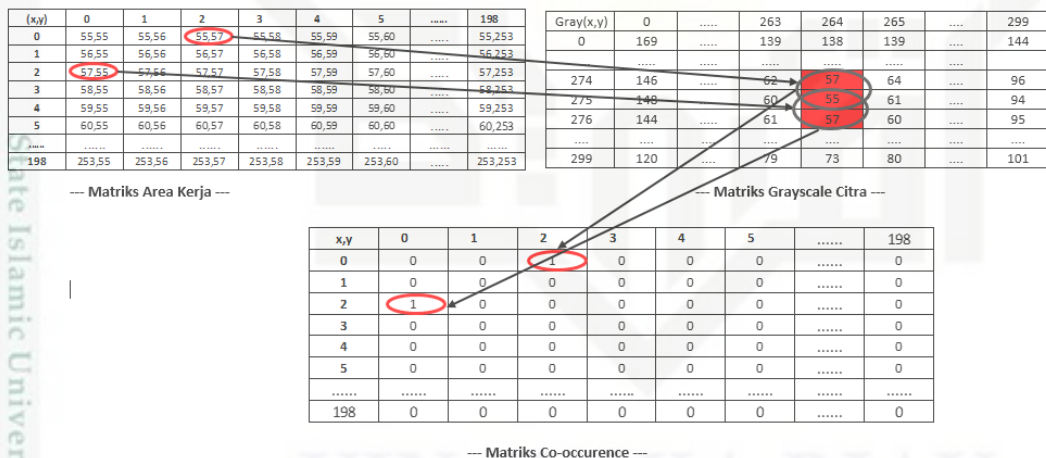 (x,y) 0 1 2 3 4 5 ...... 198
0 55,55 55,56 55,57 55,58 55,59 55,60 ..... 55,253
1 56,55 56,56 56,57 56,58 56,59 56,60 ..... 56,253
2 57,55 57,56 57,57 57,58 57,59 57,60 ..... 57,253
3 58,55 58,56 58,57 58,58 58,59 58,60 ..... 58,253
4 59,55 59,56 59,57 59,58 59,59 59,60 ..... 59,253
5 60,55 60,56 60,57 60,58 60,59 60,60 ..... 60,253
...... ...... ...... ...... ...... ...... ..... ...... ......
198 253,55 253,56 253,57 253,58 253,59 253,60 ..... 253,253
--- Matriks Area Kerja ---
Gray(x,y) 0 ..... 263 264 265 .... 299
0 169 ..... 139 138 139 .... 144
..... ..... ..... ..... ..... .....
274 146 ..... 62 57 64 .... 96
275 148 ..... 60 55 61 .... 94
276 144 ..... 61 57 60 .... 95
.... .... .... .... .... .... .... ....
299 120 .... 79 73 80 .... 101
--- Matriks Grayscale Citra ---
x,y 0 1 2 3 4 5 ...... 198
0 0 0 1 0 0 0 ...... 0
1 0 0 0 0 0 0 ...... 0
2 1 0 0 0 0 0 ...... 0
3 0 0 0 0 0 0 ...... 0
4 0 0 0 0 0 0 ...... 0
5 0 0 0 0 0 0 ...... 0
...... ...... ...... ...... ...... ...... ...... ...... ......
198 0 0 0 0 0 0 ...... 0
--- Matriks Co-occurence ---
State Islamic Univer